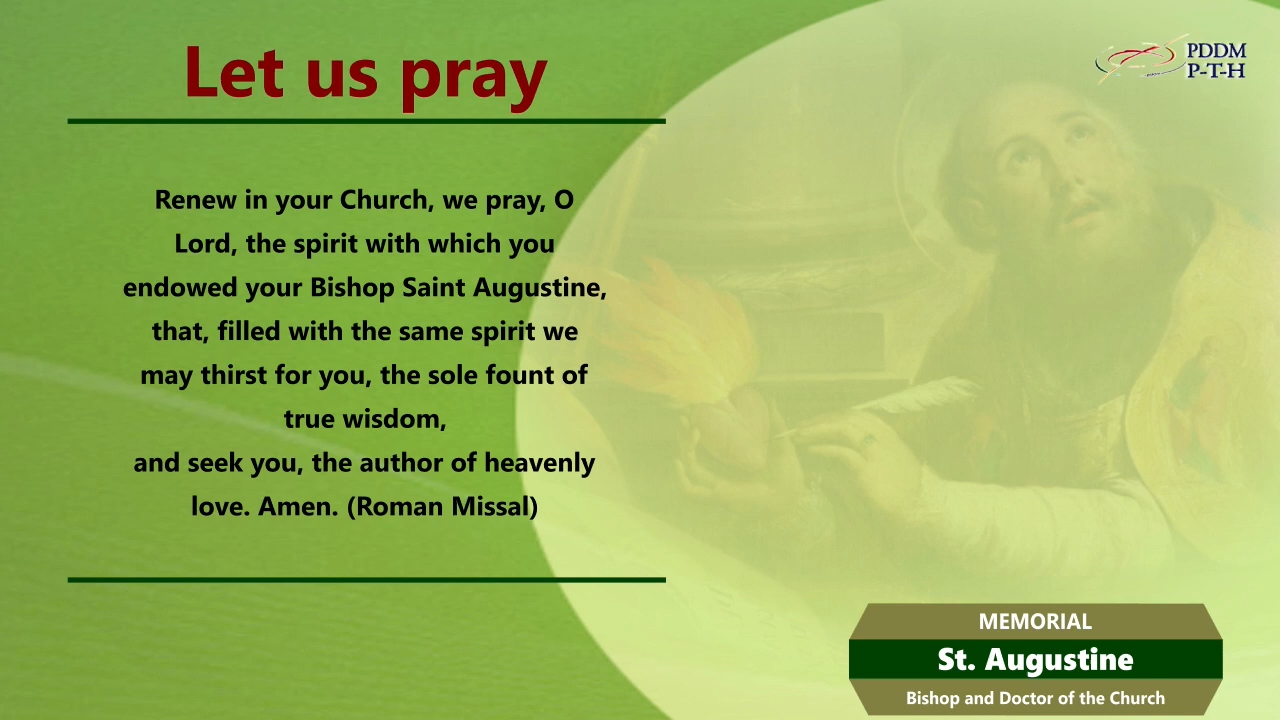 Let us pray
PDDM
P-T-H
Renew in your Church, we pray, O
Lord, the spirit with which you
endowed your Bishop Saint Augustine,
that, filled with the same spirit we
may thirst for you, the sole fount of
true wisdom,
and seek you, the author of heavenly
love. Amen. (Roman Missal)
MEMORIAL
St. Augustine
Bishop and Doctor of the Church